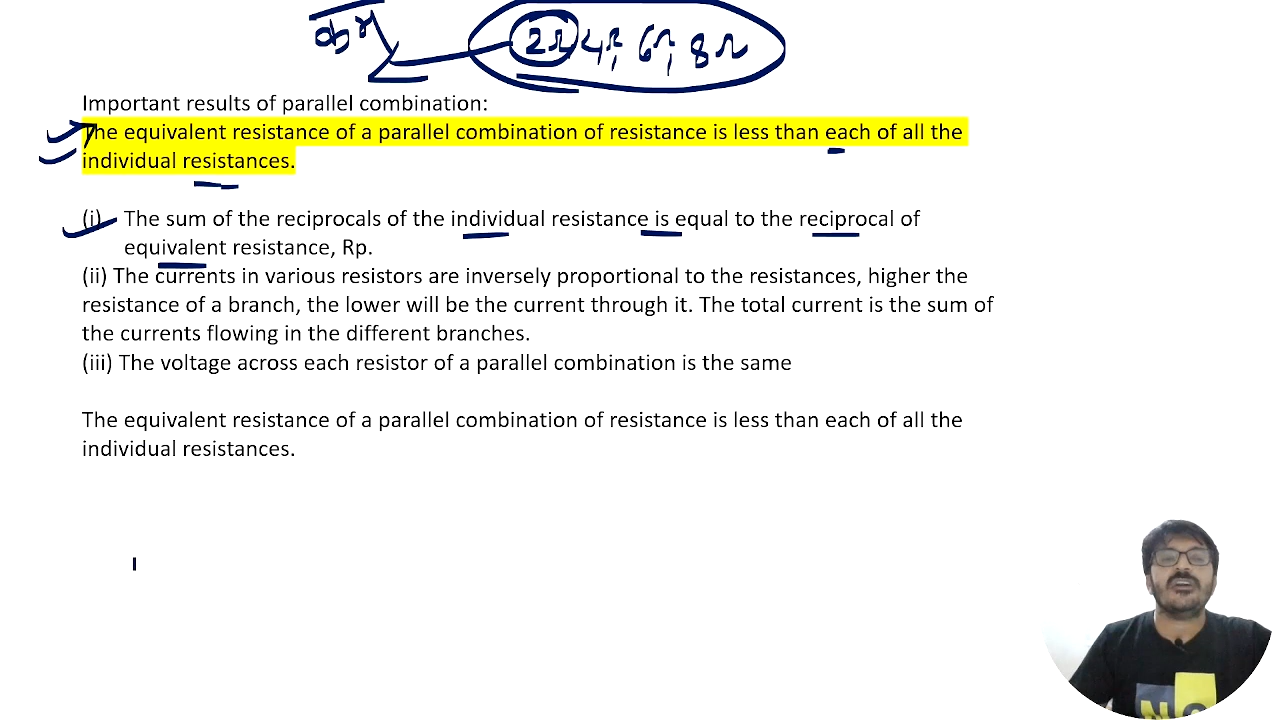 2Ω, 4Ω, 6Ω, 8Ω
Important results of parallel combination:
The equivalent resistance of a parallel combination of resistance is less than each of all the
individual resistances.
(i) The sum of the reciprocals of the individual resistance is equal to the reciprocal of
equivalent resistance, Rp.
(ii) The currents in various resistors are inversely proportional to the resistances, higher the
resistance of a branch, the lower will be the current through it. The total current is the sum of
the currents flowing in the different branches.
(iii) The voltage across each resistor of a parallel combination is the same
The equivalent resistance of a parallel combination of resistance is less than each of all the
individual resistances.